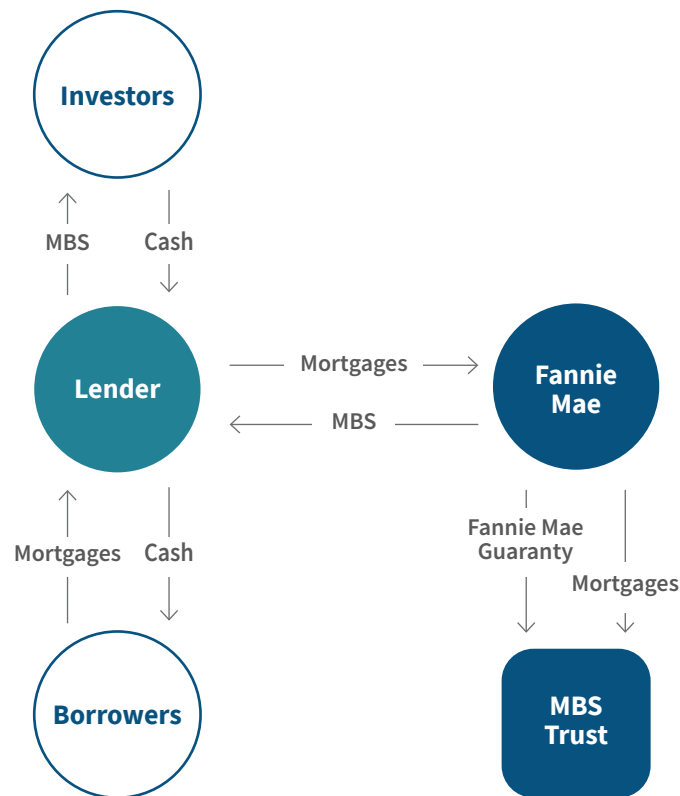 Investors
MBS
Cash
Lender
Mortgages
MBS
Fannie
Mae
Mortgages
Cash
Fannie Mae
Guaranty
Mortgages
Borrowers
MBS
Trust